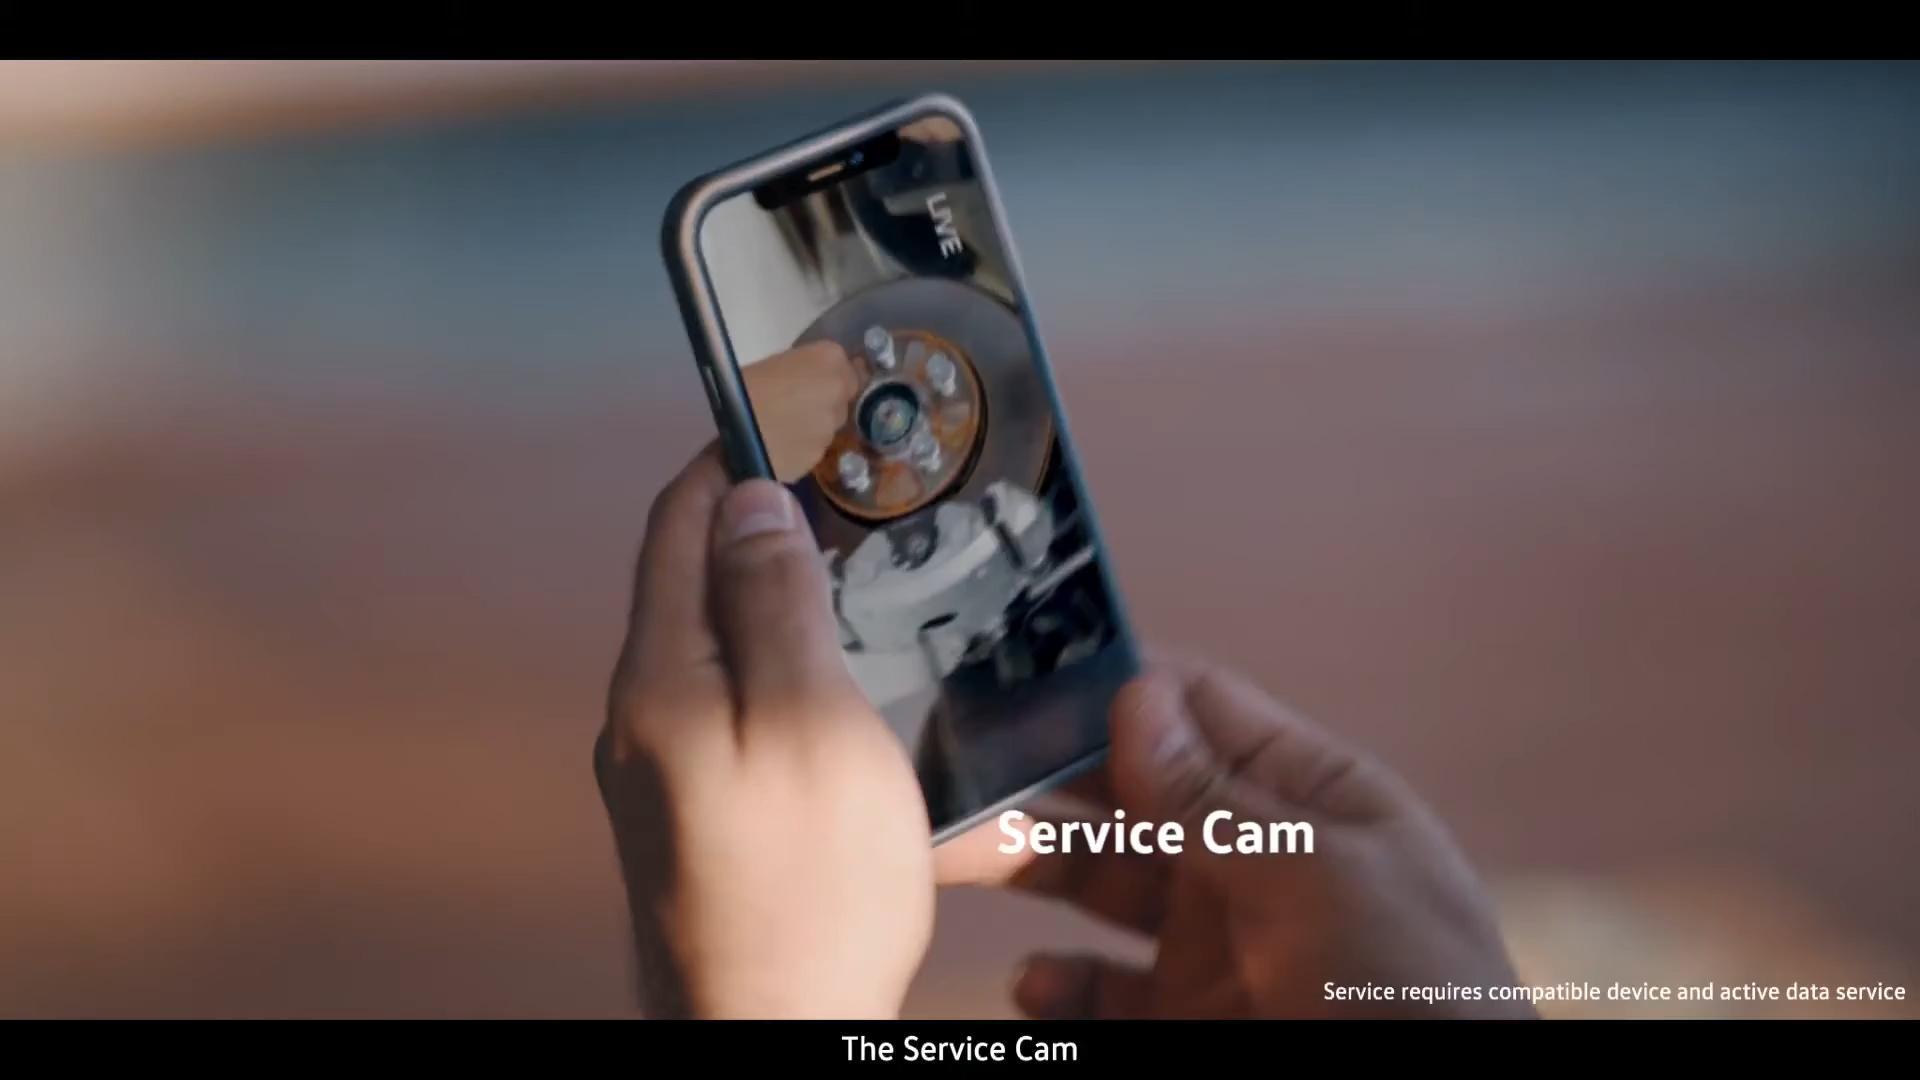 LIVE
Service Cam
Service requires compatible device and active data service
The Service Cam